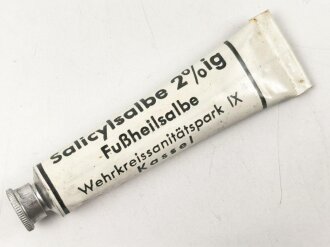 Salicylsalbe 2%ig
Fußheilsalbe
Wehrkreissanitätspark IX
Kassel